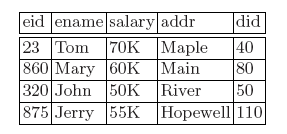 eid ename salary addr did
23 Tom 70K Maple 40
860 Mary 60K Main 80
320 John 50K River 50
875 Jerry 55K Hopewell 110